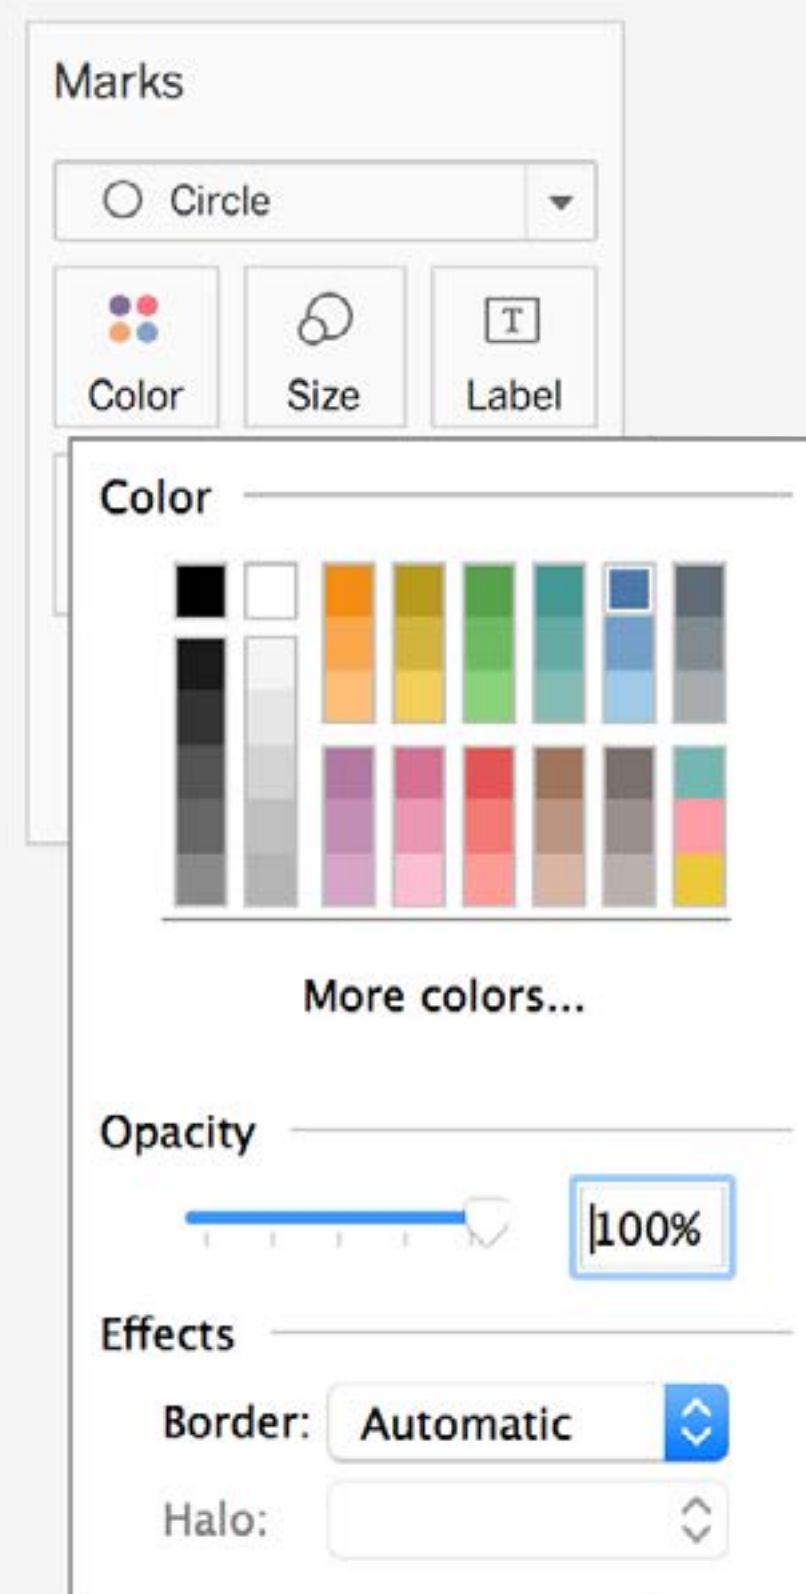 Marks
Circle
Color Size Label
Color
More colors...
Opacity
100%
Effects
Border: Automatic
Halo: